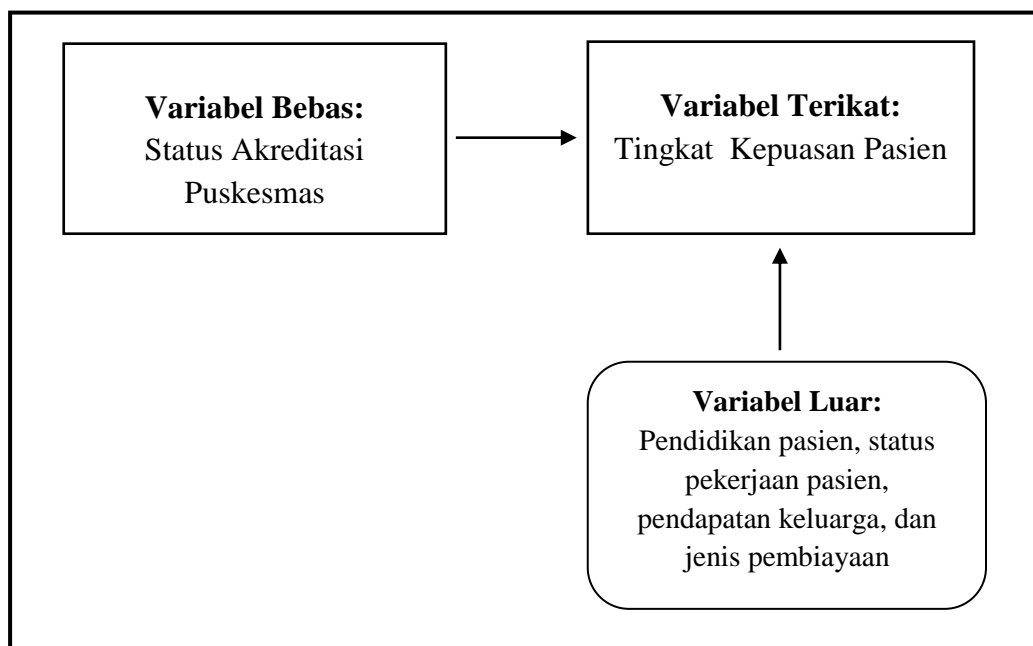 Variabel Bebas:
Status Akreditasi
Puskesmas
Variabel Terikat:
Tingkat Kepuasan Pasien
Variabel Luar:
Pendidikan pasien, status
pekerjaan pasien,
pendapatan keluarga, dan
jenis pembiayaan